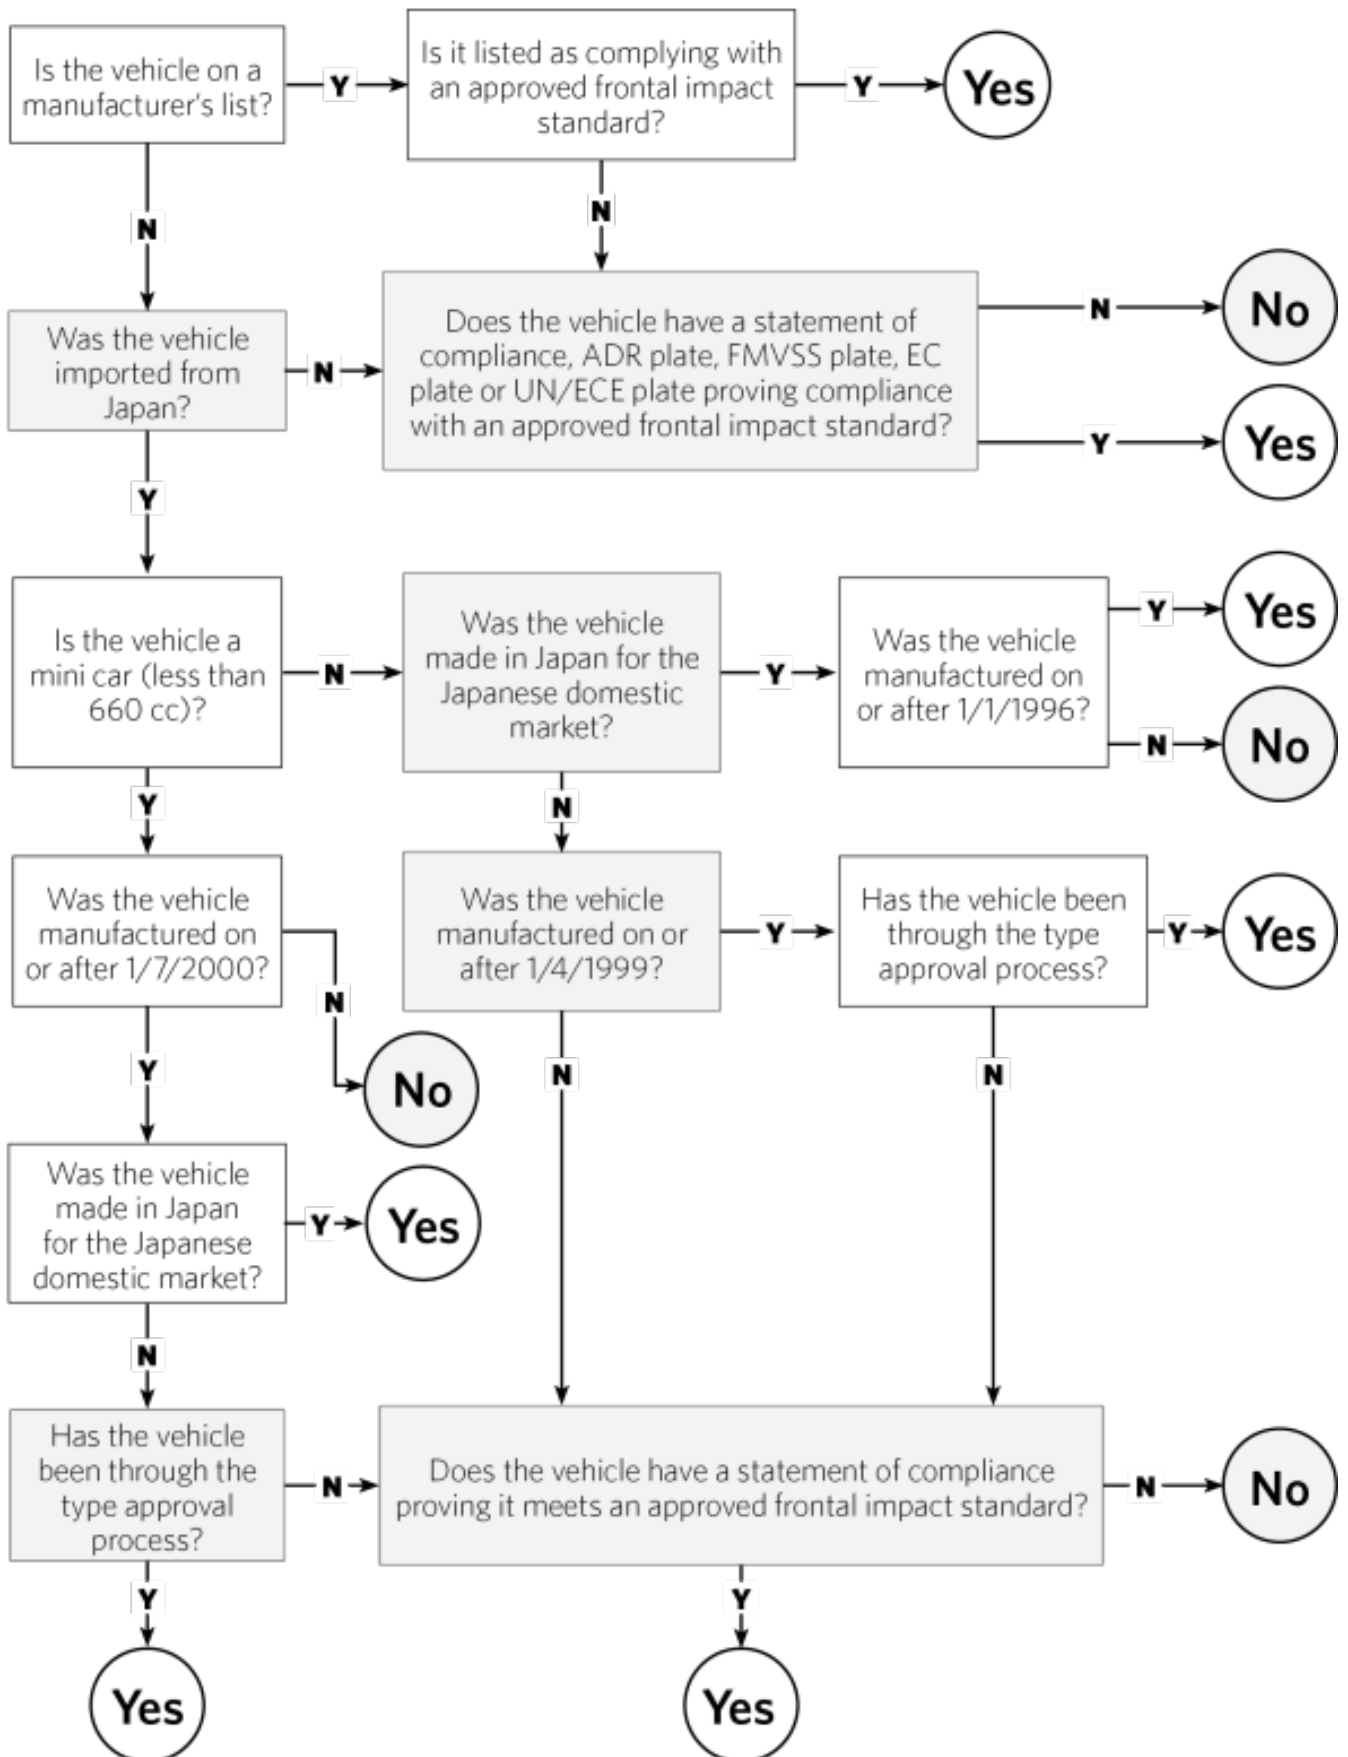 Is the vehicle on a
manufacturer's list?
Y
Is it listed as complying with
an approved frontal impact
standard?
Y
Yes
N
N
Was the vehicle
imported from
Japan?
N
Does the vehicle have a statement of
compliance, ADR plate, FMVSS plate, EC
plate or UN/ECE plate proving compliance
with an approved frontal impact standard?
N
No
Y
Yes
Y
Is the vehicle a
mini car (less than
660 cc)?
N
Was the vehicle
made in Japan for the
Japanese domestic
market?
Y
Was the vehicle
manufactured on
or after 1/1/1996?
Y
Yes
N
No
Y
N
Was the vehicle
manufactured on
or after 1/7/2000?
N
No
Was the vehicle
manufactured on or
after 1/4/1999?
Y
Has the vehicle been
through the type
approval process?
Y
Yes
Y
N
N
Was the vehicle
made in Japan
for the Japanese
domestic market?
Y
Yes
N
Has the vehicle
been through the
type approval
process?
N
Does the vehicle have a statement of compliance
proving it meets an approved frontal impact standard?
N
No
Y
Yes
Y
Yes